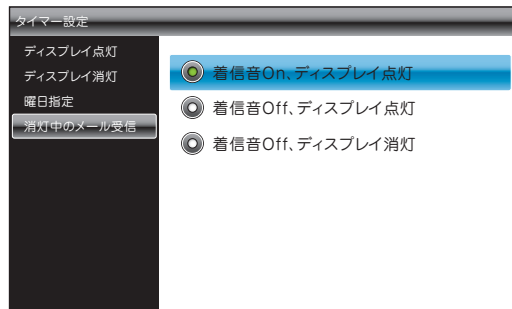 タイマー設定
ディスプレイ点灯
ディスプレイ消灯
曜日指定
消灯中のメール受信
着信音On、ディスプレイ点灯
着信音Off、ディスプレイ点灯
着信音Off、ディスプレイ消灯